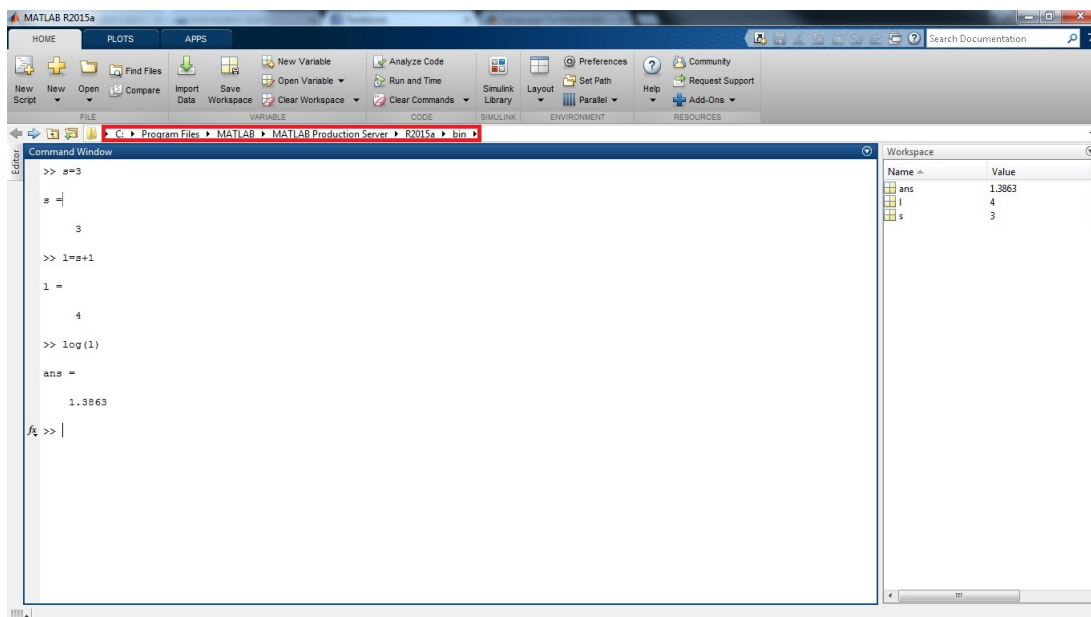 MATLAB R2015a
HOME PLOTS APPS
Search Documentation
New Script
New
Open
Find Files
Compare
Import Data
Save Workspace
New Variable
Open Variable
Clear Workspace
Analyze Code
Run and Time
Clear Commands
Simulink Library
Layout
Preferences
Set Path
Parallel
Help
Community
Request Support
Add-Ons
FILE VARIABLE CODE SIMULINK ENVIRONMENT RESOURCES
C: Program Files MATLAB MATLAB Production Server R2015a bin
Editor
Command Window
>> s=3
s =
3
>> l=s+1
l =
4
>> log(l)
ans =
1.3863
fx >>
Workspace
Name Value
ans 1.3863
l 4
s 3